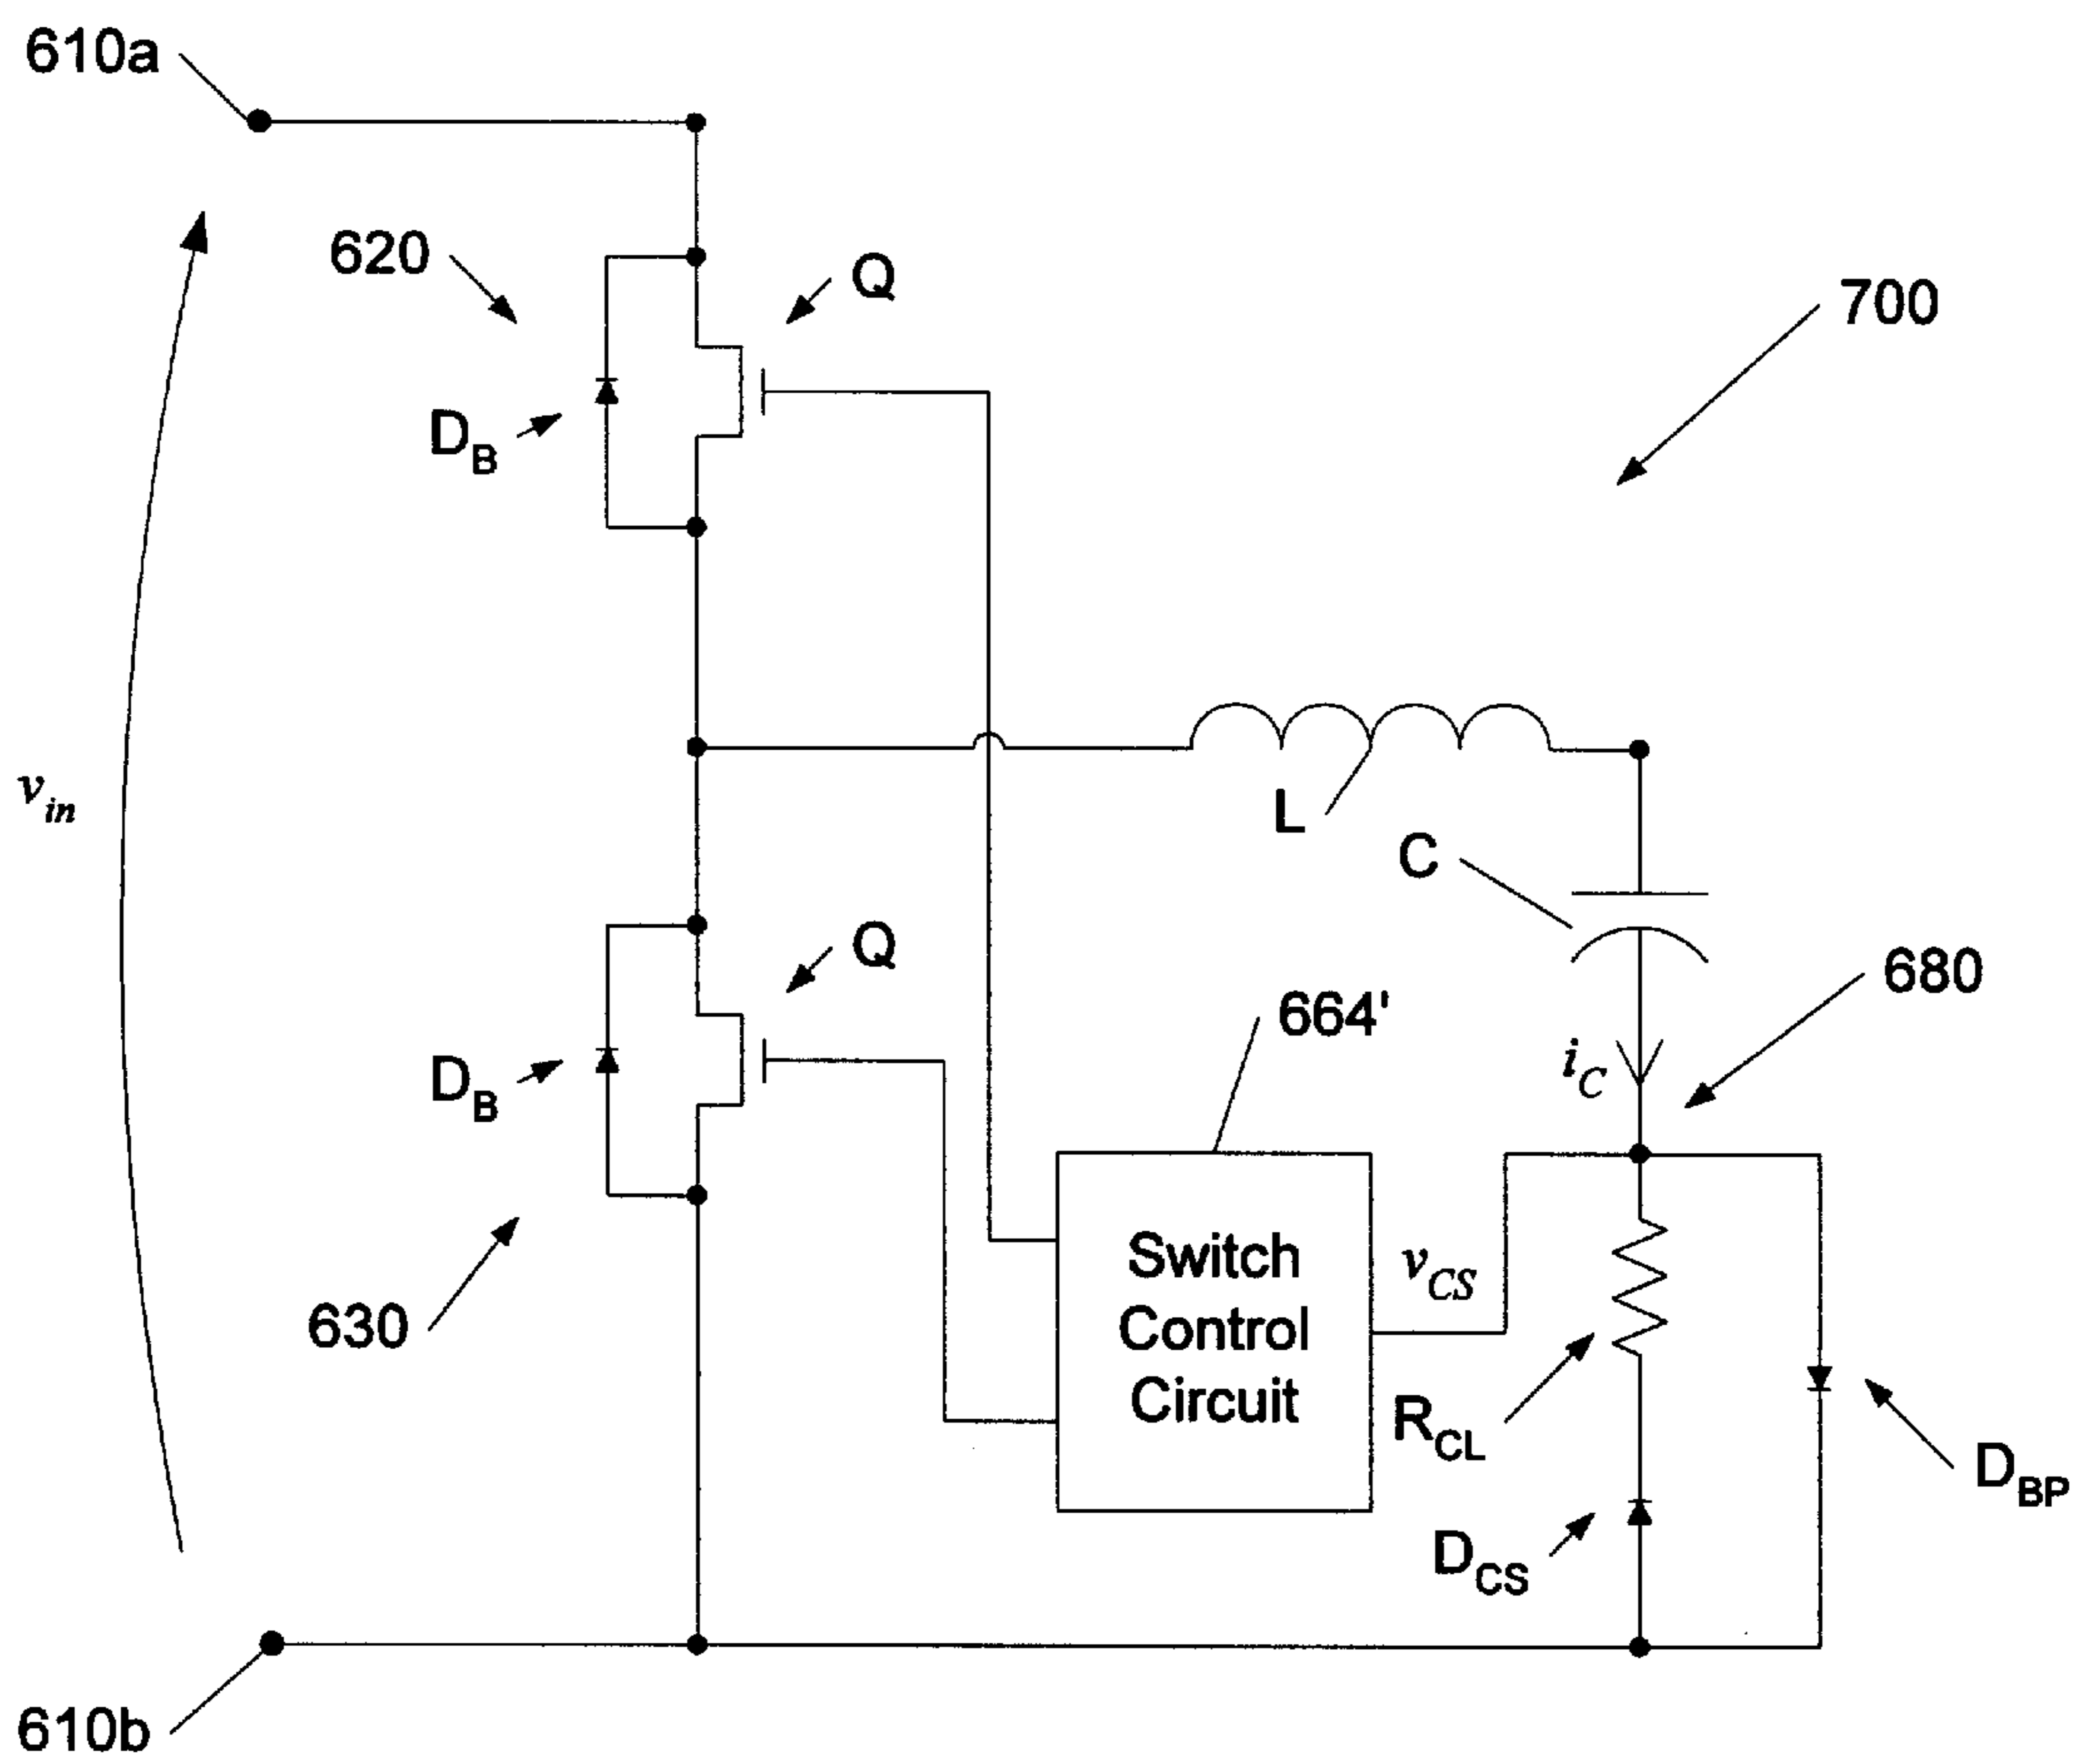 610a
620
Q
700
D_B
v_in
L
C
Q
680
664'
i_C
D_B
Switch
Control
Circuit
v_CS
630
R_CL
D_BP
D_CS
610b